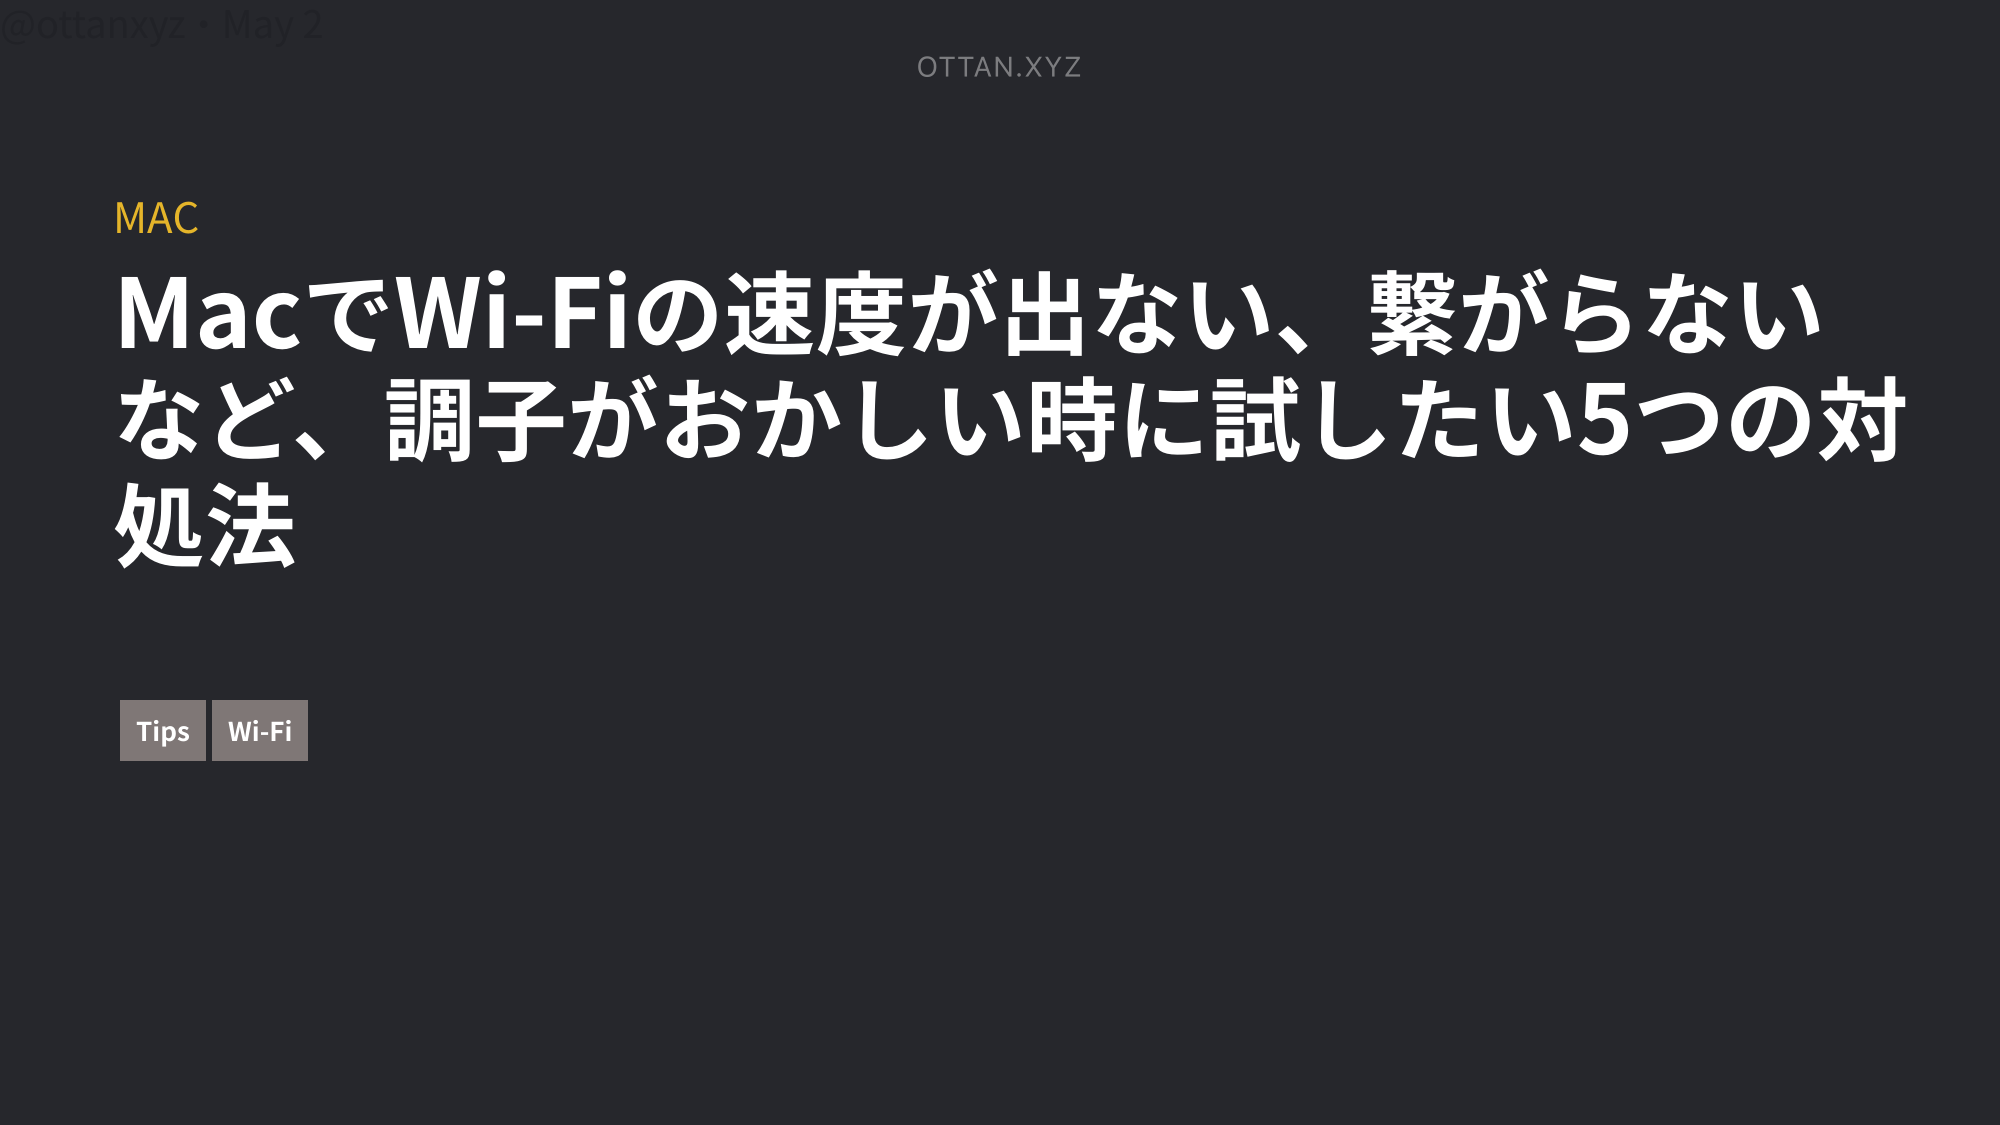 @ottanxyz・May 2
OTTAN.XYZ
MAC
MacでWi-Fiの速度が出ない、繋がらない
など、調子がおかしい時に試したい5つの対
処法
Tips Wi-Fi